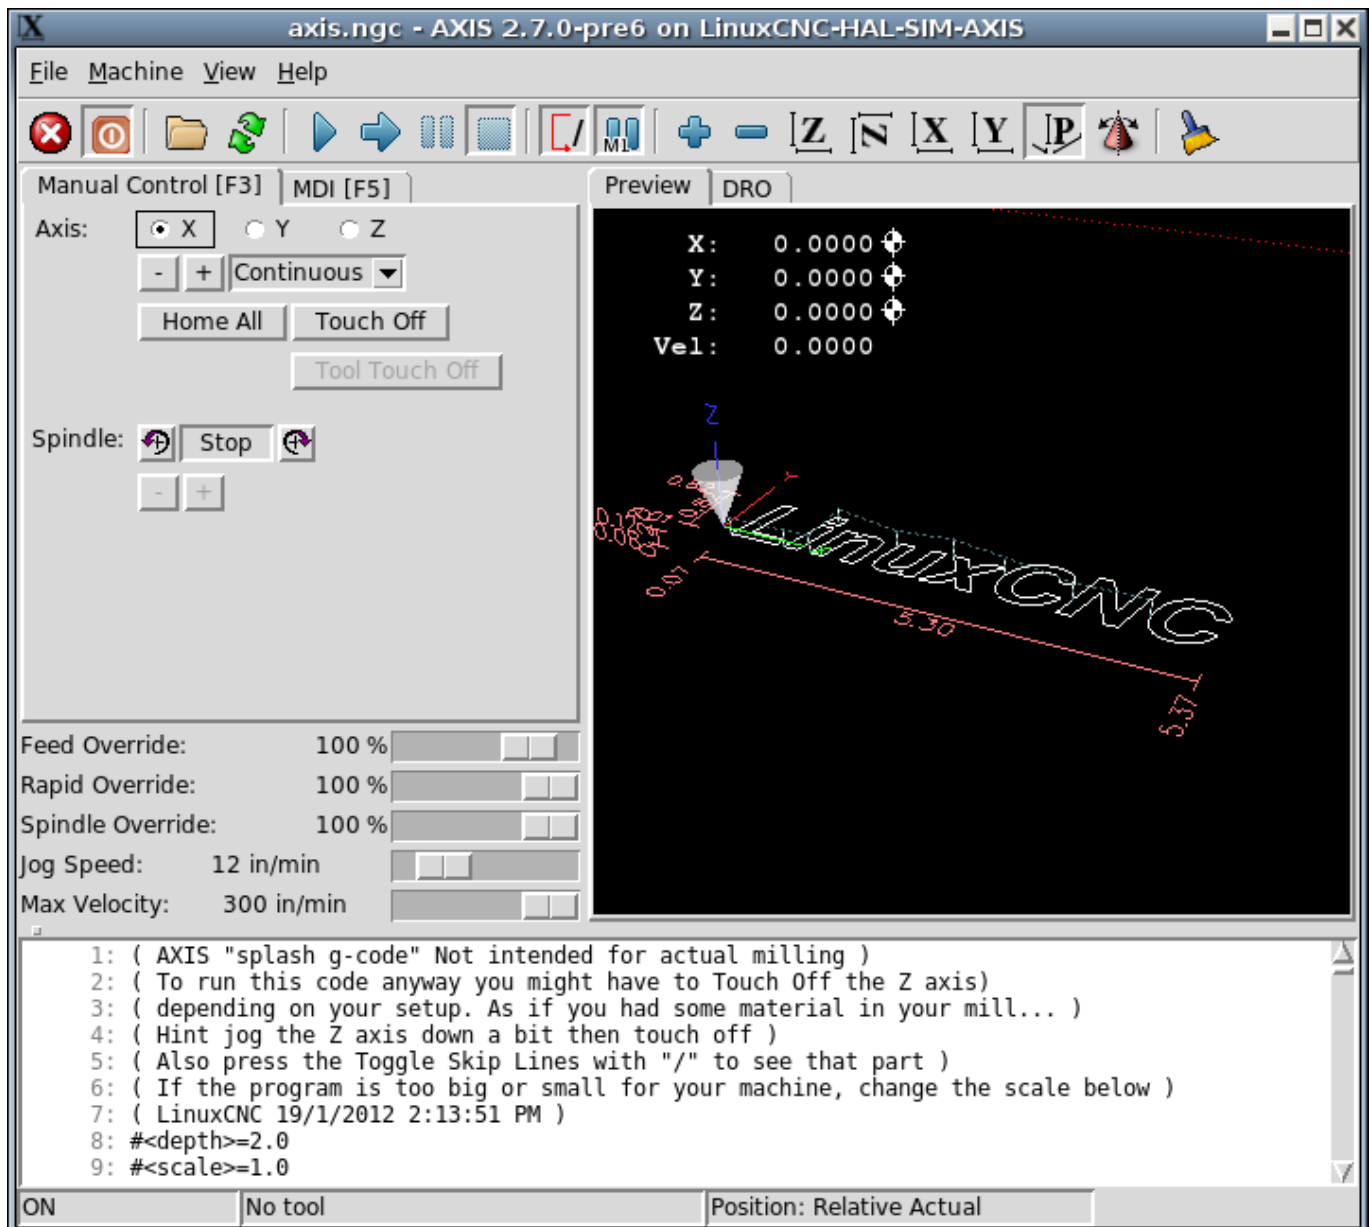 axis.ngc - AXIS 2.7.0-pre6 on LinuxCNC-HAL-SIM-AXIS
File Machine View Help
M1 Z N X Y P
Manual Control [F3] MDI [F5]
Axis: X Y Z
- + Continuous
Home All Touch Off
Tool Touch Off
Spindle: Stop
- +
Feed Override: 100 %
Rapid Override: 100 %
Spindle Override: 100 %
Jog Speed: 12 in/min
Max Velocity: 300 in/min
Preview DRO
X: 0.0000
Y: 0.0000
Z: 0.0000
Vel: 0.0000
Z
Y
LinuxCNC
0.07
5.30
5.37
1: ( AXIS "splash g-code" Not intended for actual milling )
2: ( To run this code anyway you might have to Touch Off the Z axis)
3: ( depending on your setup. As if you had some material in your mill... )
4: ( Hint jog the Z axis down a bit then touch off )
5: ( Also press the Toggle Skip Lines with "/" to see that part )
6: ( If the program is too big or small for your machine, change the scale below )
7: ( LinuxCNC 19/1/2012 2:13:51 PM )
8: #<depth>=2.0
9: #<scale>=1.0
ON No tool Position: Relative Actual